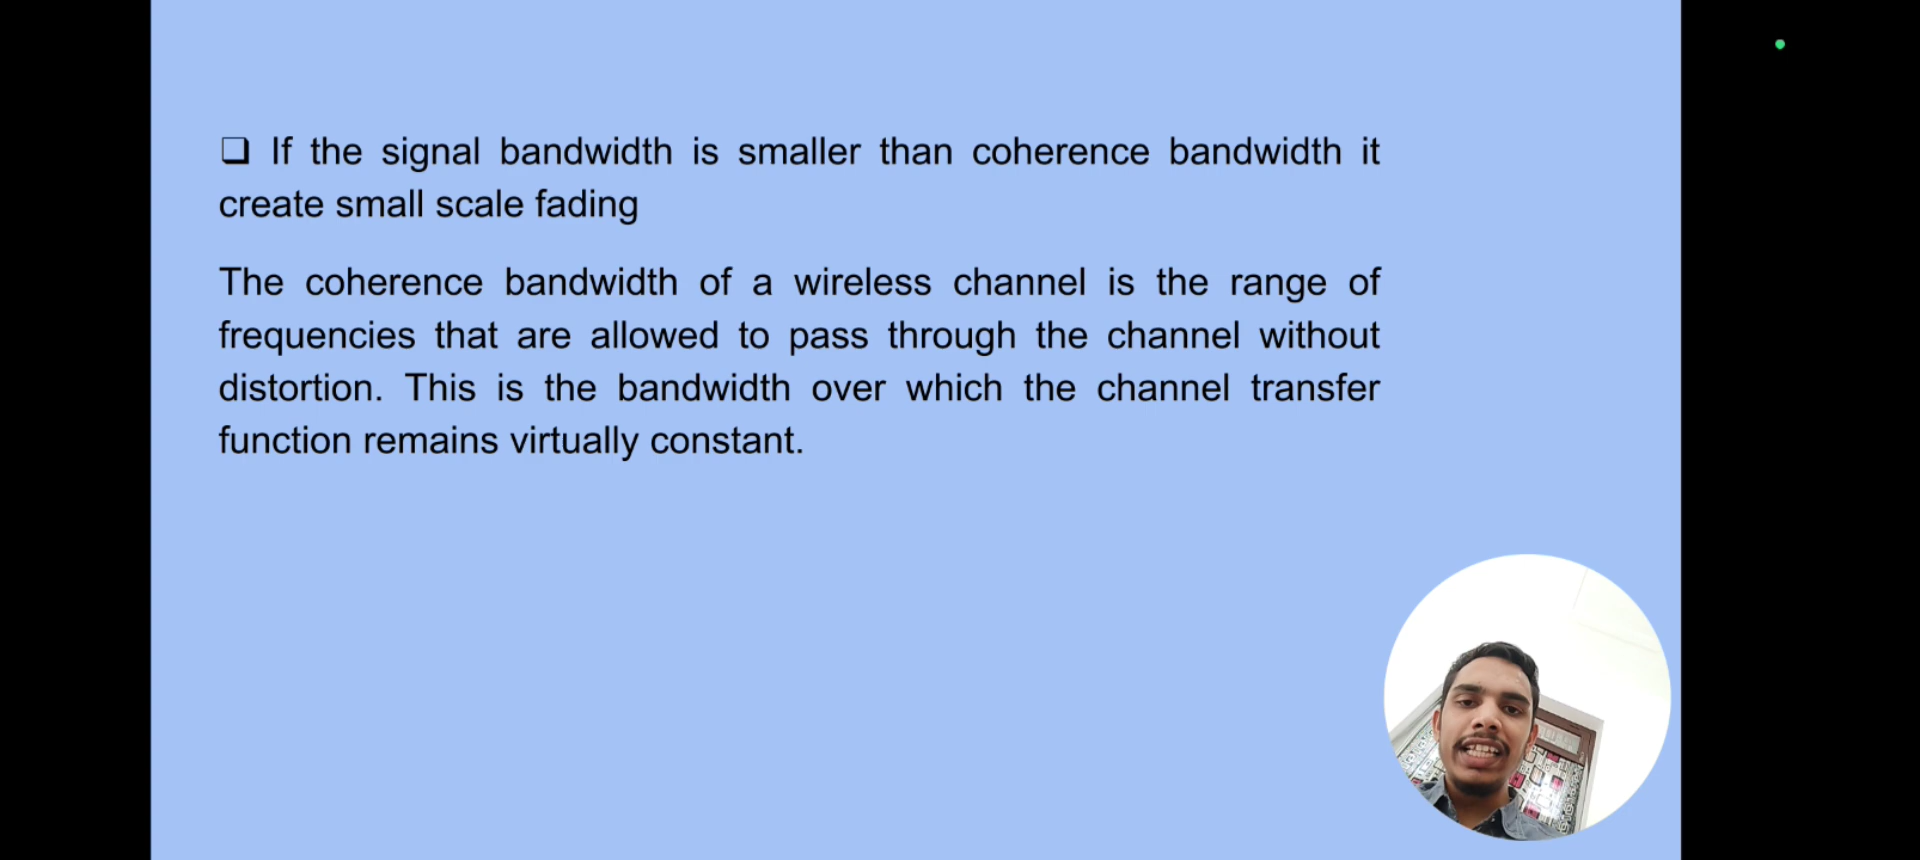 ❑ If the signal bandwidth is smaller than coherence bandwidth it
create small scale fading
The coherence bandwidth of a wireless channel is the range of
frequencies that are allowed to pass through the channel without
distortion. This is the bandwidth over which the channel transfer
function remains virtually constant.